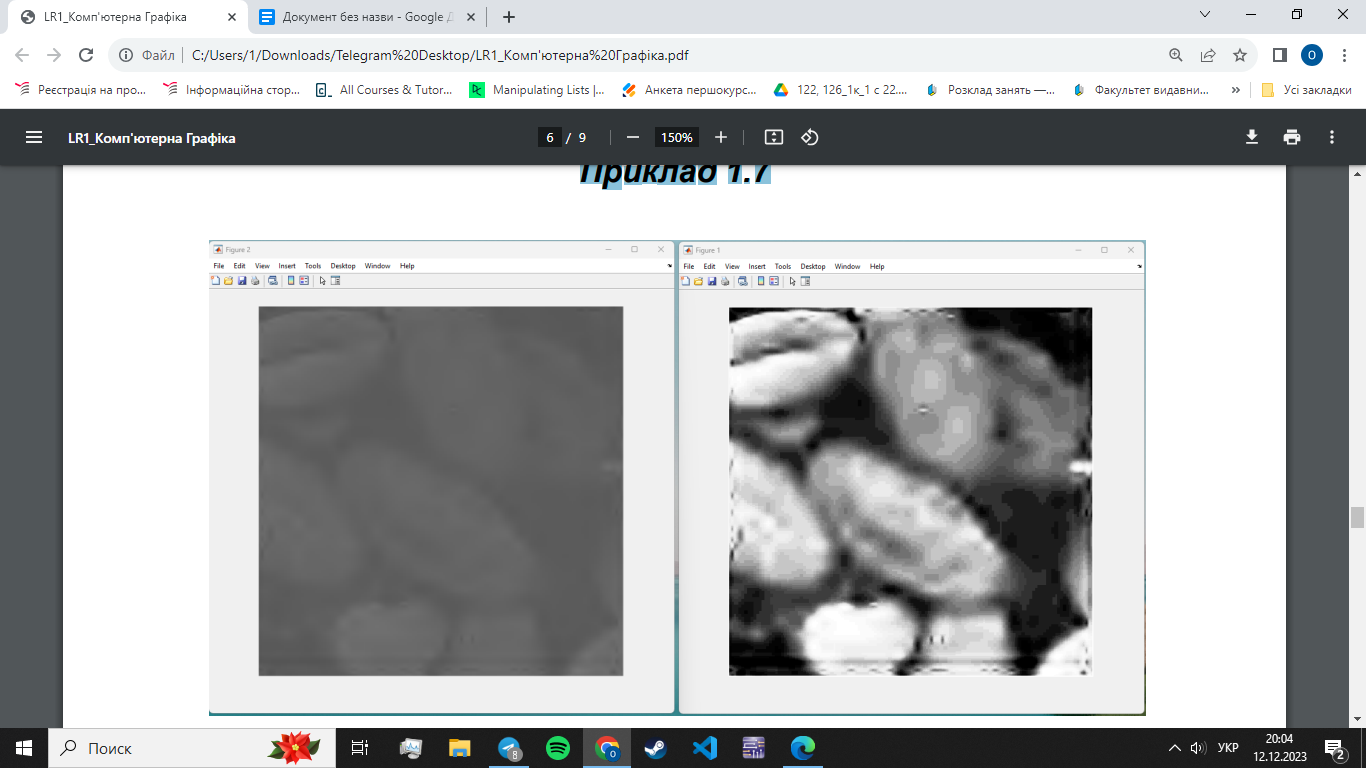 LR1_Комп'ютерна Графіка
Документ без назви - Google Д
Файл
C:/Users/1/Downloads/Telegram%20Desktop/LR1_Комп'ютерна%20Графіка.pdf
O
Реєстрація на про...
Інформаційна стор...
All Courses & Tutor...
Manipulating Lists |...
Анкета першокурс...
122, 126_1к_1 с 22....
Розклад занять —...
Факультет видавни...
»
Усі закладки
LR1_Комп'ютерна Графіка
6 / 9
150%
Приклад 1.7
Figure 2
File Edit View Insert Tools Desktop Window Help
Figure 1
File Edit View Insert Tools Desktop Window Help
Поиск
8
O
УКР
20:04
12.12.2023
2